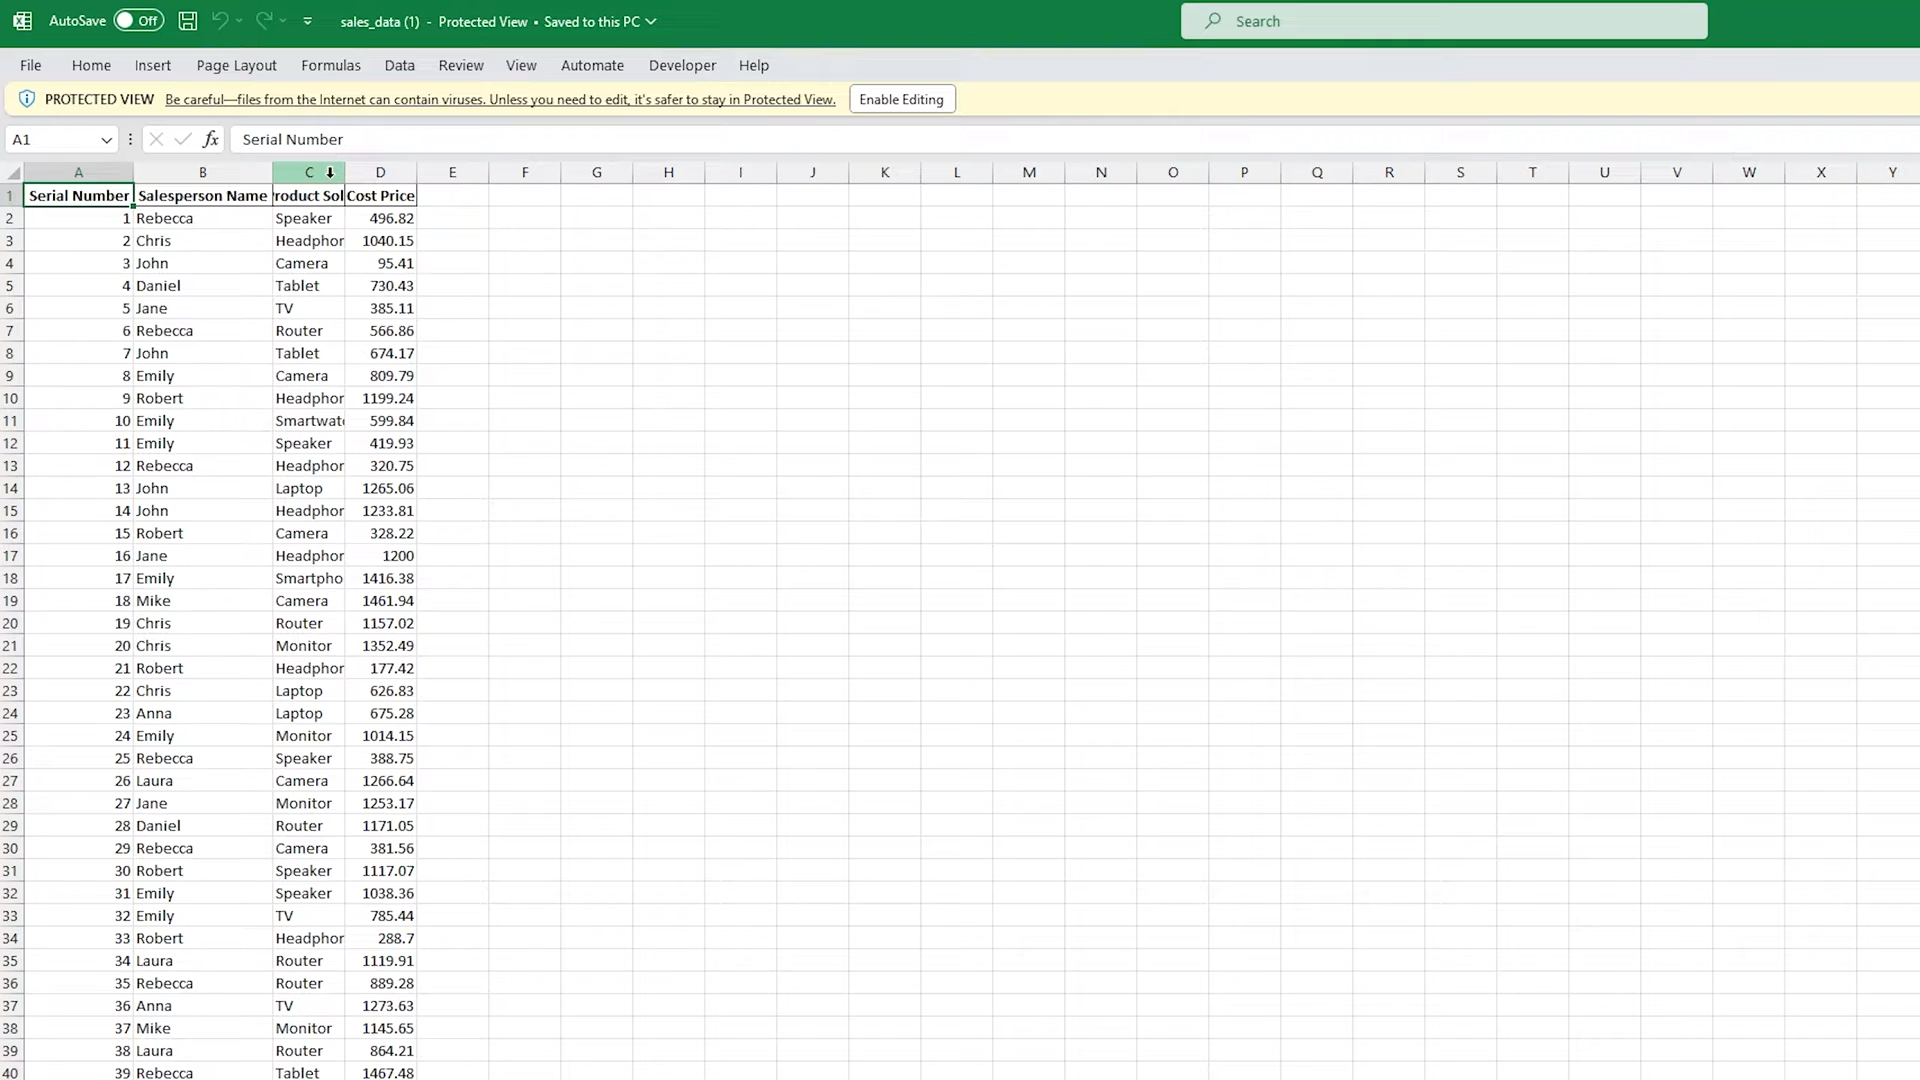 AutoSave Off sales_data (1) - Protected View • Saved to this PC Search
File Home Insert Page Layout Formulas Data Review View Automate Developer Help
PROTECTED VIEW Be careful—files from the Internet can contain viruses. Unless you need to edit, it's safer to stay in Protected View. Enable Editing
A1 fx Serial Number
A B C D E F G H I J K L M N O P Q R S T U V W X Y
1 Serial Number Salesperson Name roduct Sol Cost Price
2 1 Rebecca Speaker 496.82
3 2 Chris Headphor 1040.15
4 3 John Camera 95.41
5 4 Daniel Tablet 730.43
6 5 Jane TV 385.11
7 6 Rebecca Router 566.86
8 7 John Tablet 674.17
9 8 Emily Camera 809.79
10 9 Robert Headphor 1199.24
11 10 Emily Smartwat 599.84
12 11 Emily Speaker 419.93
13 12 Rebecca Headphor 320.75
14 13 John Laptop 1265.06
15 14 John Headphor 1233.81
16 15 Robert Camera 328.22
17 16 Jane Headphor 1200
18 17 Emily Smartpho 1416.38
19 18 Mike Camera 1461.94
20 19 Chris Router 1157.02
21 20 Chris Monitor 1352.49
22 21 Robert Headphor 177.42
23 22 Chris Laptop 626.83
24 23 Anna Laptop 675.28
25 24 Emily Monitor 1014.15
26 25 Rebecca Speaker 388.75
27 26 Laura Camera 1266.64
28 27 Jane Monitor 1253.17
29 28 Daniel Router 1171.05
30 29 Rebecca Camera 381.56
31 30 Robert Speaker 1117.07
32 31 Emily Speaker 1038.36
33 32 Emily TV 785.44
34 33 Robert Headphor 288.7
35 34 Laura Router 1119.91
36 35 Rebecca Router 889.28
37 36 Anna TV 1273.63
38 37 Mike Monitor 1145.65
39 38 Laura Router 864.21
40 39 Rebecca Tablet 1467.48